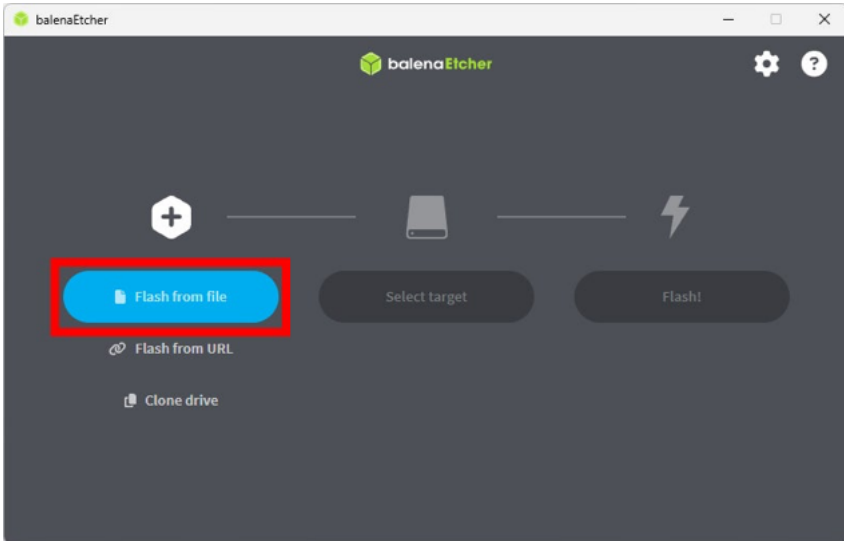 balenaEtcher
balenaEtcher
Flash from file
Select target
Flash!
Flash from URL
Clone drive